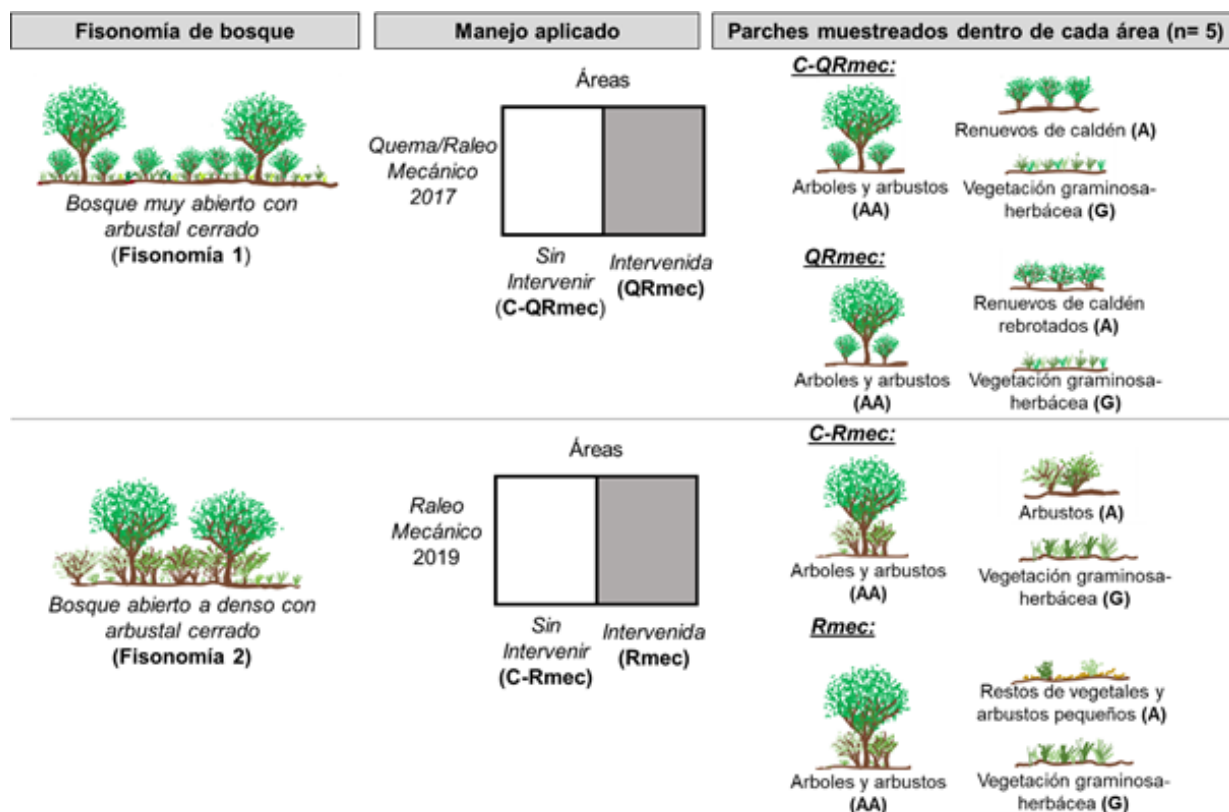 Fisonomía de bosque
Manejo aplicado
Parches muestreados dentro de cada área (n= 5)
Bosque muy abierto con
arbustal cerrado
(Fisonomía 1)
Quema/Raleo
Mecánico
2017
Áreas
Sin
Intervenir
(C-QRmec)
Intervenida
(QRmec)
C-QRmec:
Arboles y arbustos
(AA)
Renuevos de caldén (A)
Vegetación graminosa-
herbácea (G)
QRmec:
Arboles y arbustos
(AA)
Renuevos de caldén
rebrotados (A)
Vegetación graminosa-
herbácea (G)
Bosque abierto a denso con
arbustal cerrado
(Fisonomía 2)
Raleo
Mecánico
2019
Áreas
Sin
Intervenir
(C-Rmec)
Intervenida
(Rmec)
C-Rmec:
Arboles y arbustos
(AA)
Arbustos (A)
Vegetación graminosa-
herbácea (G)
Rmec:
Arboles y arbustos
(AA)
Restos de vegetales y
arbustos pequeños (A)
Vegetación graminosa-
herbácea (G)